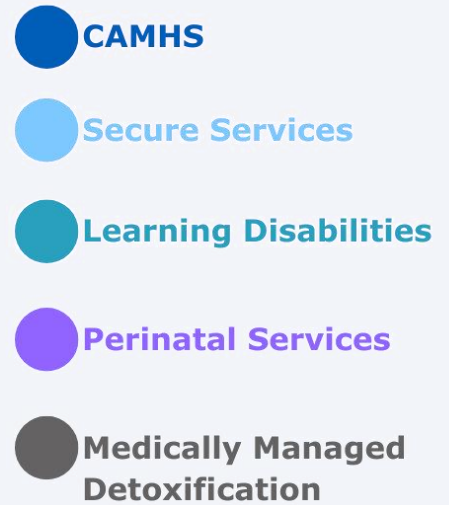 CAMHS
Secure Services
Learning Disabilities
Perinatal Services
Medically Managed
Detoxification